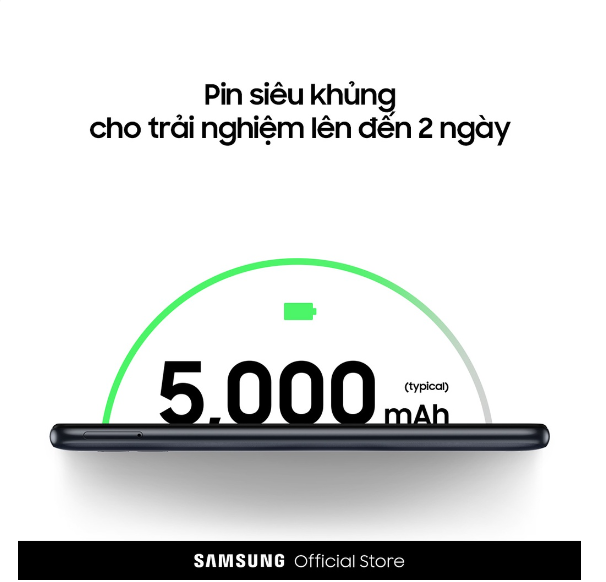 Pin siêu khủng
cho trải nghiệm lên đến 2 ngày
5,000 mAh (typical)
SAMSUNG Official Store